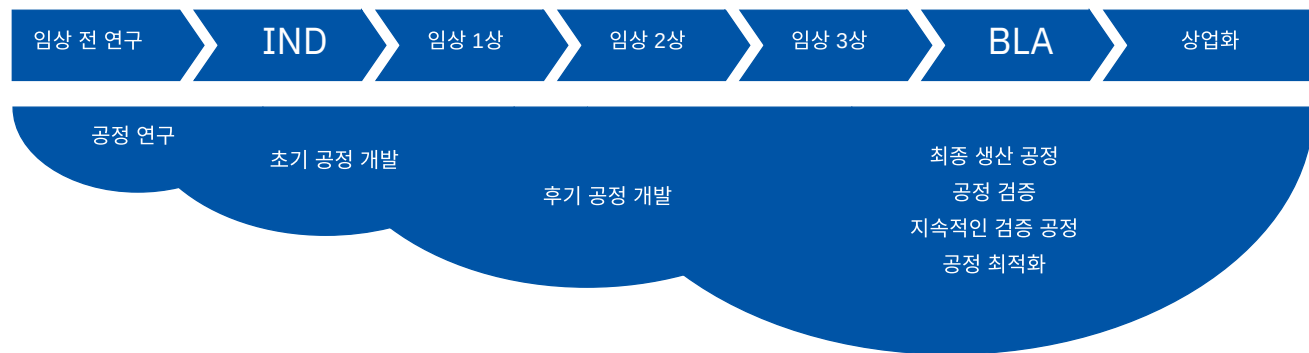 임상 전 연구
IND
임상 1상
임상 2상
임상 3상
BLA
상업화
공정 연구
초기 공정 개발
후기 공정 개발
최종 생산 공정
공정 검증
지속적인 검증 공정
공정 최적화